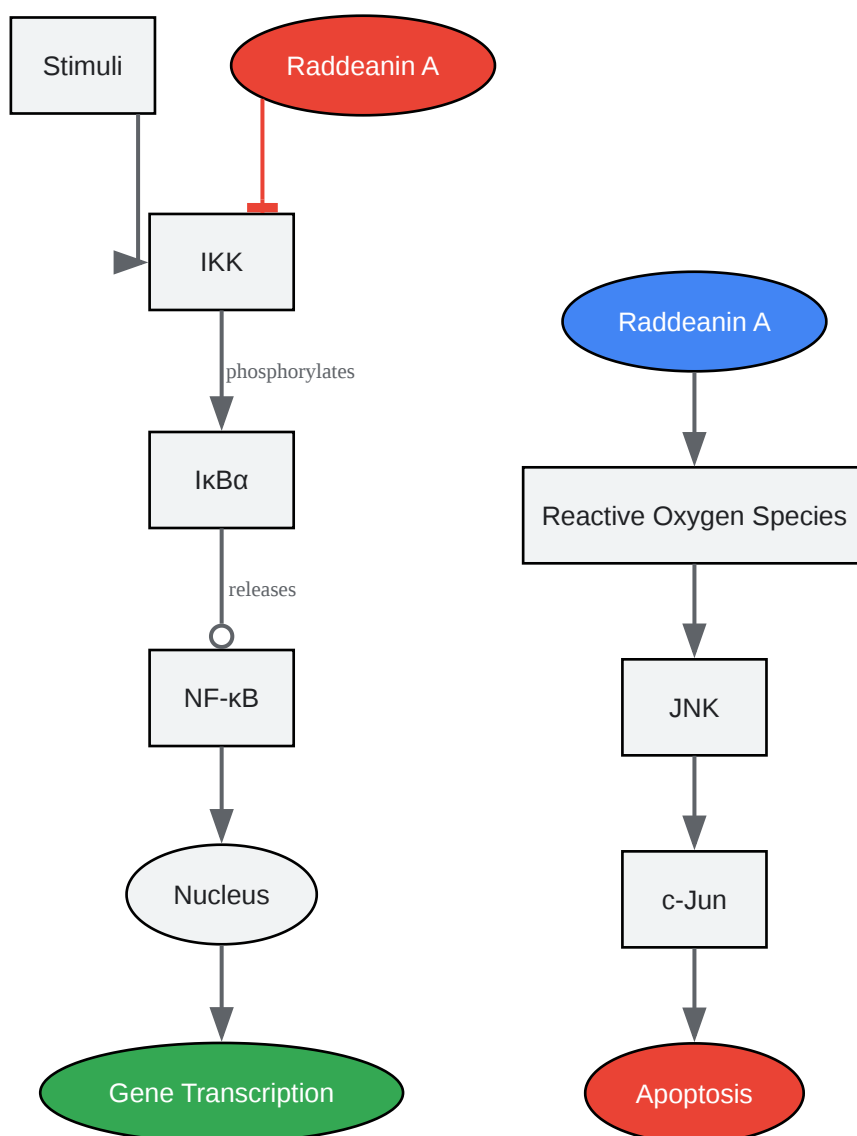 Stimuli
Raddeanin A
IKK
phosphorylates
IκBα
releases
NF-κB
Nucleus
Gene Transcription
Raddeanin A
Reactive Oxygen Species
JNK
c-Jun
Apoptosis